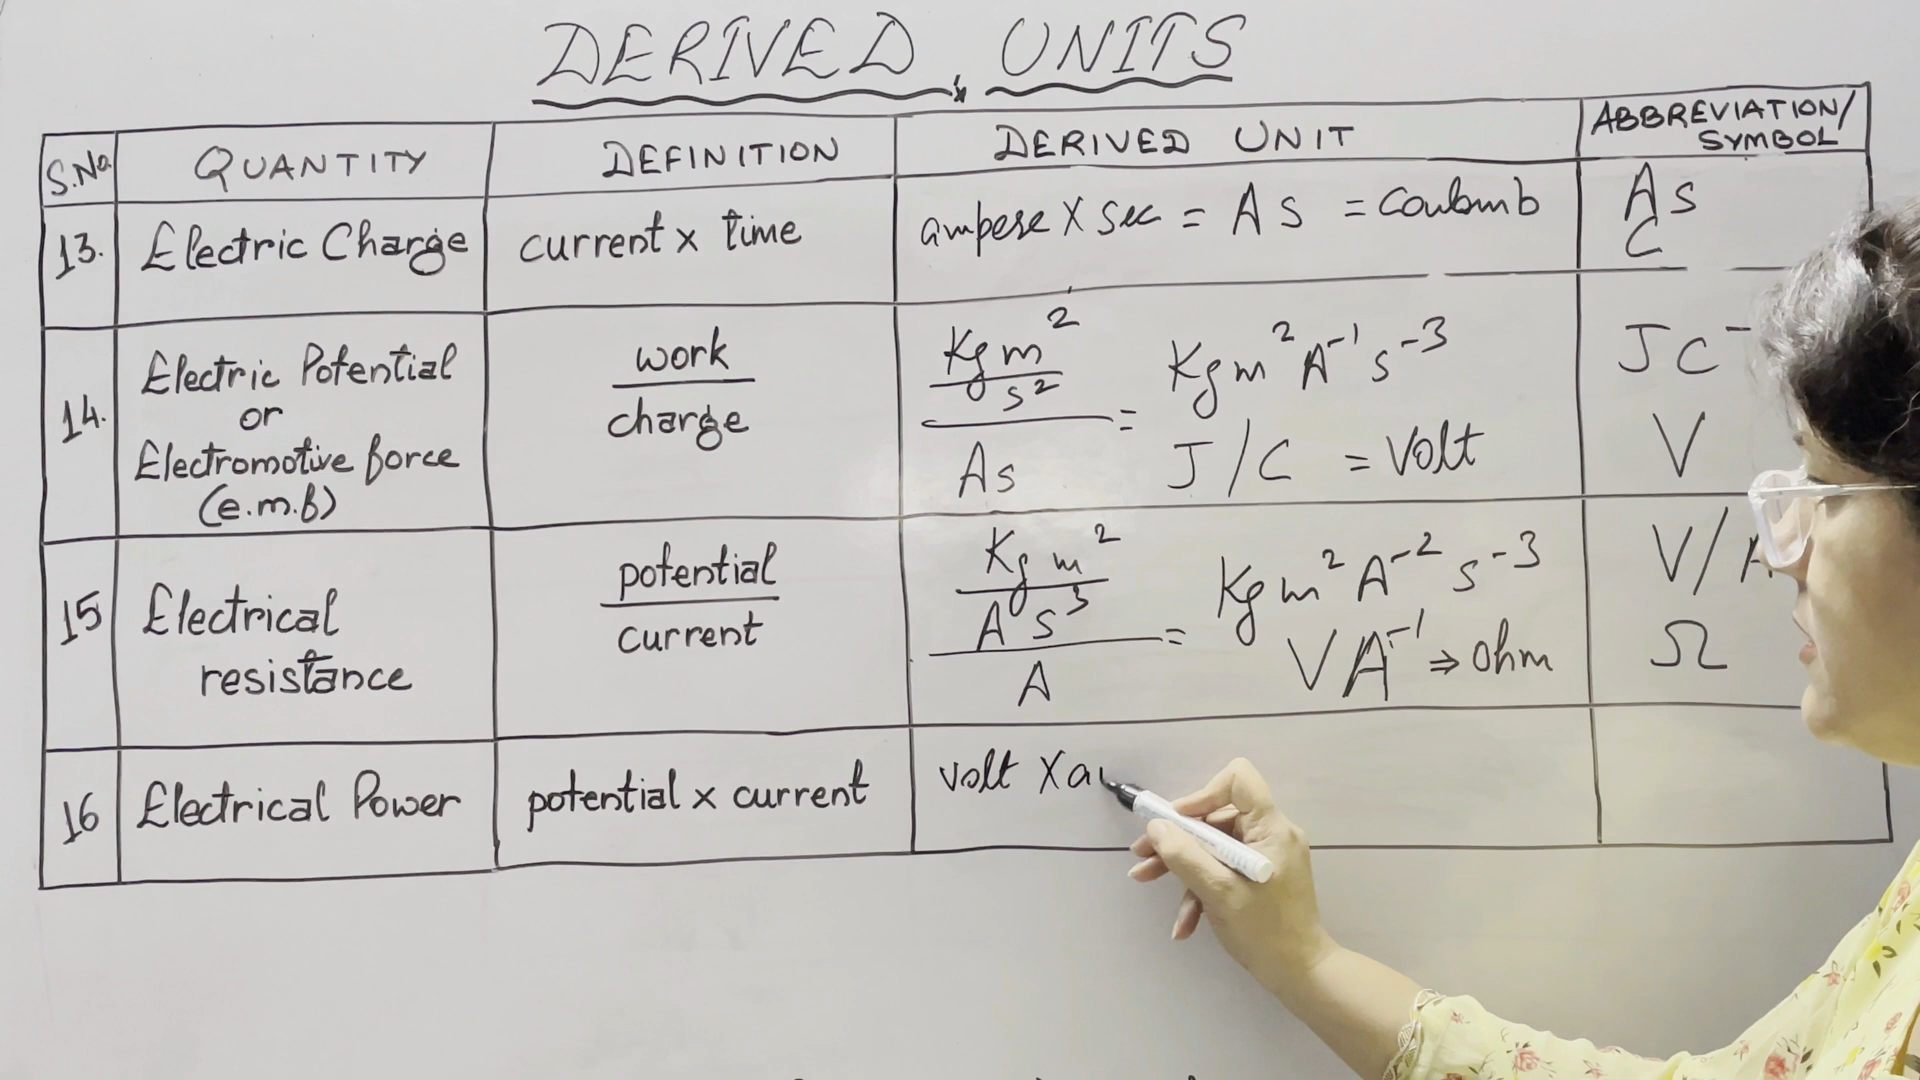 DERIVED UNITS
S.No. QUANTITY DEFINITION DERIVED UNIT ABBREVIATION/
SYMBOL
13. Electric Charge current x time ampere X sec = A s = Coulomb A s
C
14. Electric Potential
or
Electromotive force
(e.m.f)
work
charge
Kg m²
s²
As
= Kg m² A⁻¹ s⁻³
J/C = Volt
J C⁻
V
15 Electrical
resistance
potential
current
Kg m²
A s³
A
= Kg m² A⁻² s⁻³
V A⁻¹ ⇒ Ohm
V/A
Ω
16 Electrical Power potential x current volt X a